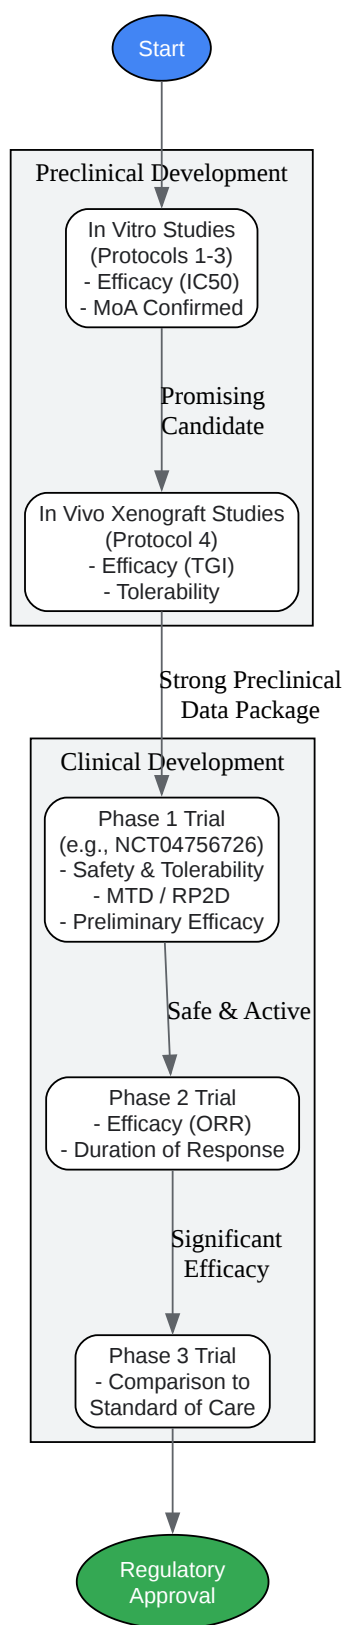 Start
Preclinical Development
In Vitro Studies
(Protocols 1-3)
- Efficacy (IC50)
- MoA Confirmed
Promising
Candidate
In Vivo Xenograft Studies
(Protocol 4)
- Efficacy (TGI)
- Tolerability
Strong Preclinical
Data Package
Clinical Development
Phase 1 Trial
(e.g., NCT04756726)
- Safety & Tolerability
- MTD / RP2D
- Preliminary Efficacy
Safe & Active
Phase 2 Trial
- Efficacy (ORR)
- Duration of Response
Significant
Efficacy
Phase 3 Trial
- Comparison to
Standard of Care
Regulatory
Approval